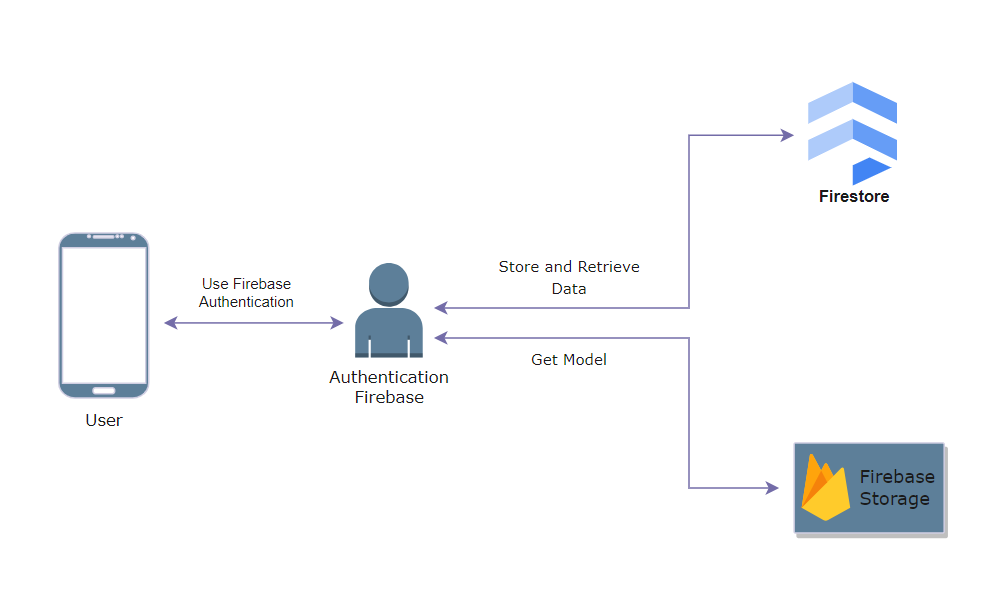 Firestore
Store and Retrieve
Data
Use Firebase
Authentication
Get Model
Authentication
Firebase
User
Firebase
Storage